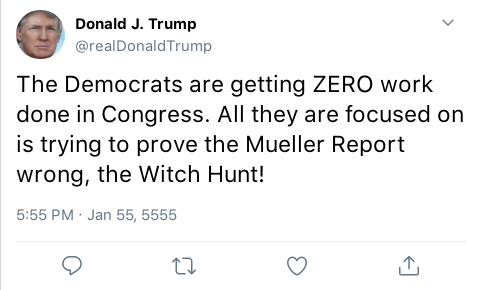 Donald J. Trump
@realDonaldTrump
The Democrats are getting ZERO work
done in Congress. All they are focused on
is trying to prove the Mueller Report
wrong, the Witch Hunt!
5:55 PM · Jan 55, 5555